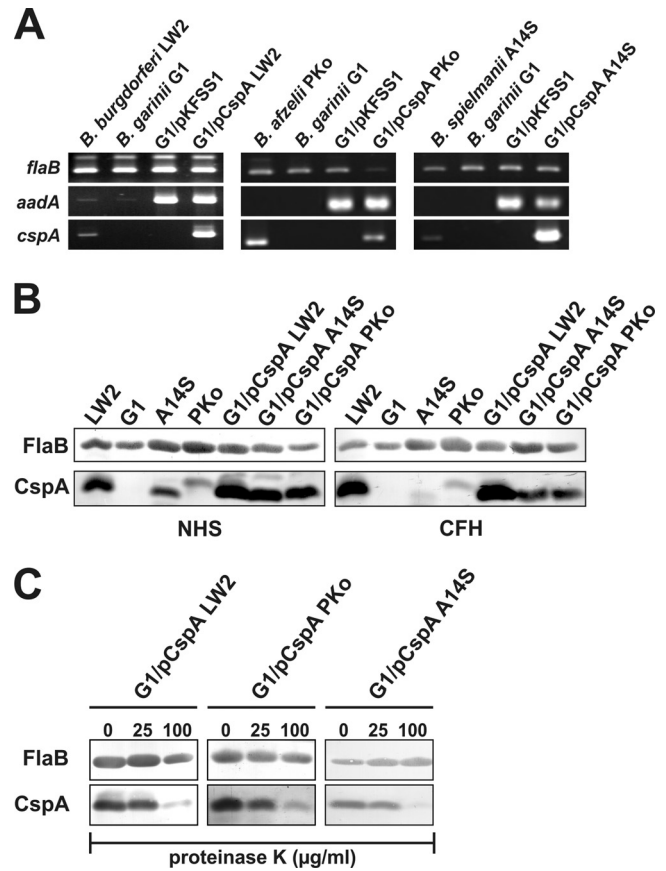 A
B. burgdorferi LW2
B. garinii G1
G1/pKFSS1
G1/pCspA LW2
B. afzelii PKo
B. garinii G1
G1/pKFSS1
G1/pCspA PKo
B. spielmanii A14S
B. garinii G1
G1/pKFSS1
G1/pCspA A14S
flaB
aadA
cspA
B
LW2
G1
A14S
PKo
G1/pCspA LW2
G1/pCspA A14S
G1/pCspA PKo
LW2
G1
A14S
PKo
G1/pCspA LW2
G1/pCspA A14S
G1/pCspA PKo
FlaB
CspA
NHS CFH
C
G1/pCspA LW2
G1/pCspA PKo
G1/pCspA A14S
0 25 100 0 25 100 0 25 100
FlaB
CspA
proteinase K (µg/ml)